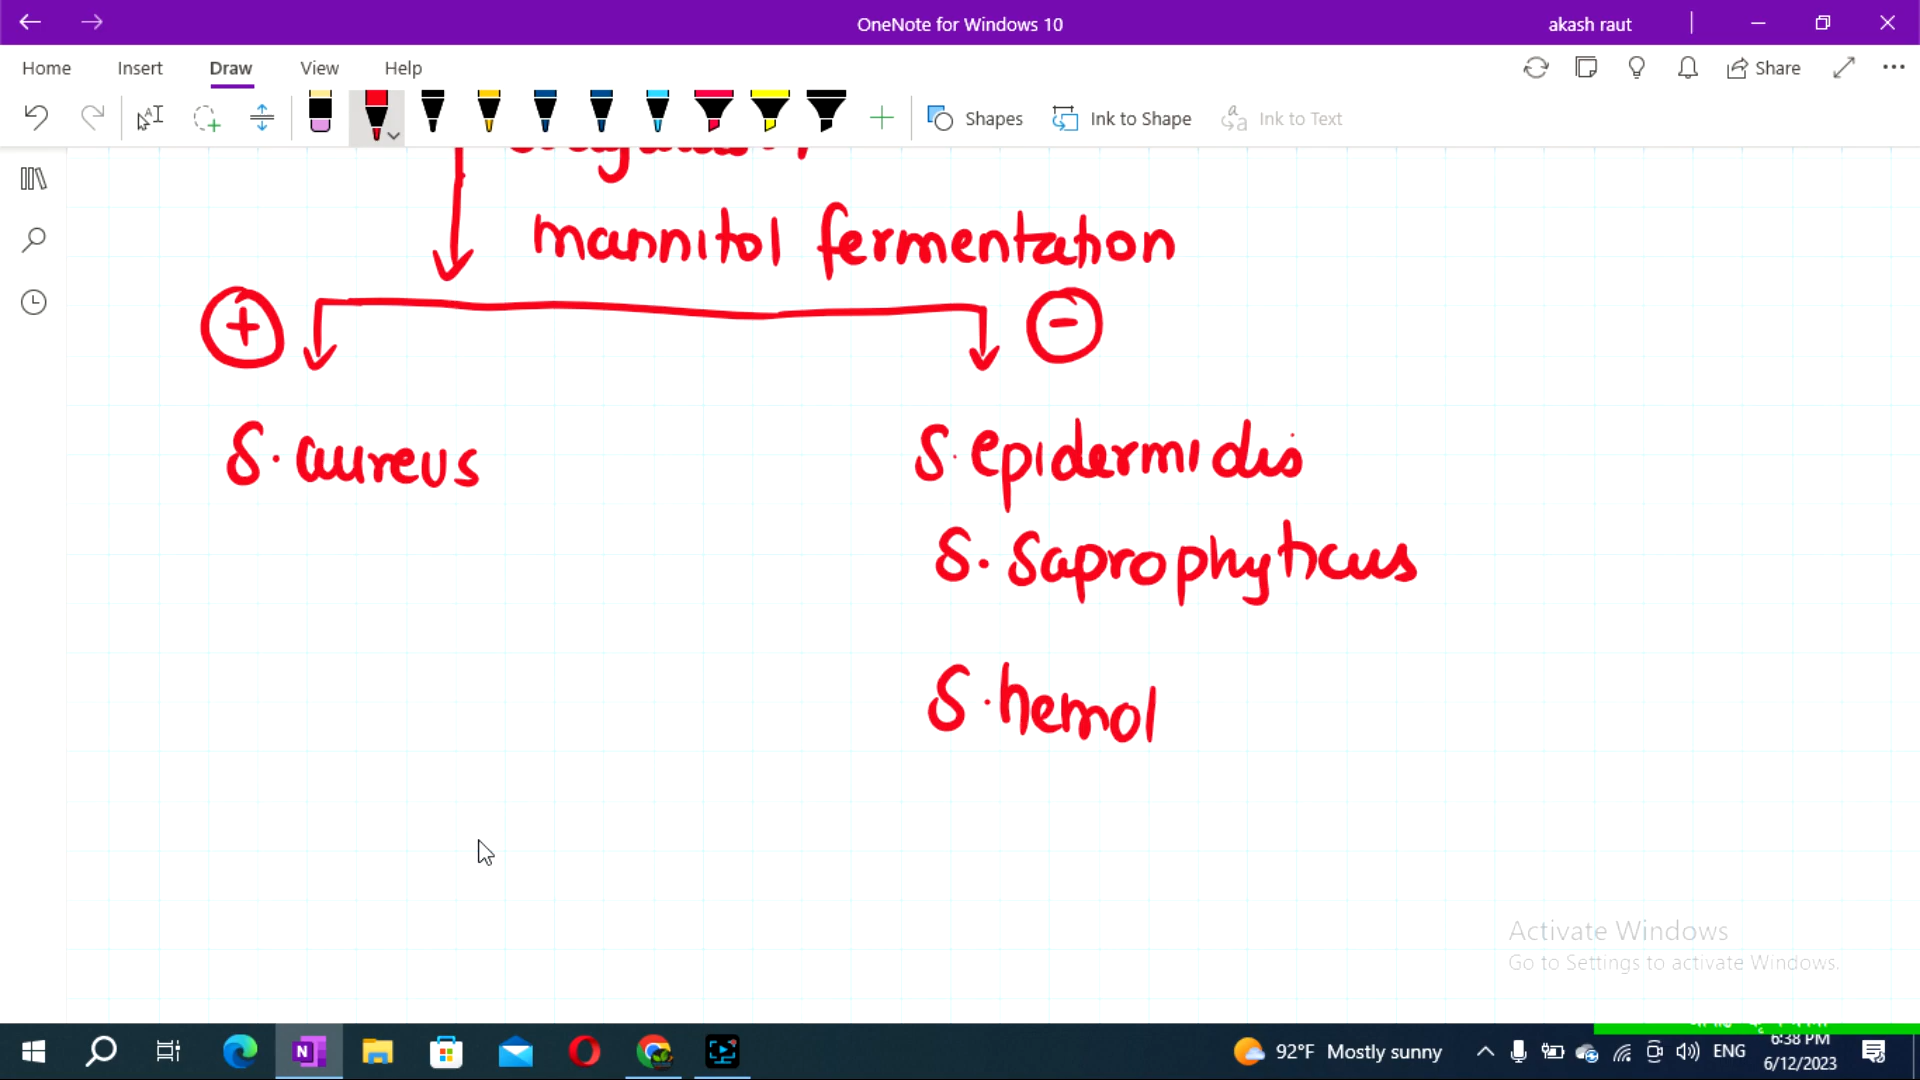 OneNote for Windows 10
akash raut
Home Insert Draw View Help
Share
Shapes Ink to Shape Ink to Text
mannitol fermentation
+ -
S. aureus
S. epidermidis
S. Saprophyticus
S. hemol
Activate Windows
Go to Settings to activate Windows.
92°F Mostly sunny
ENG
6:38 PM
6/12/2023